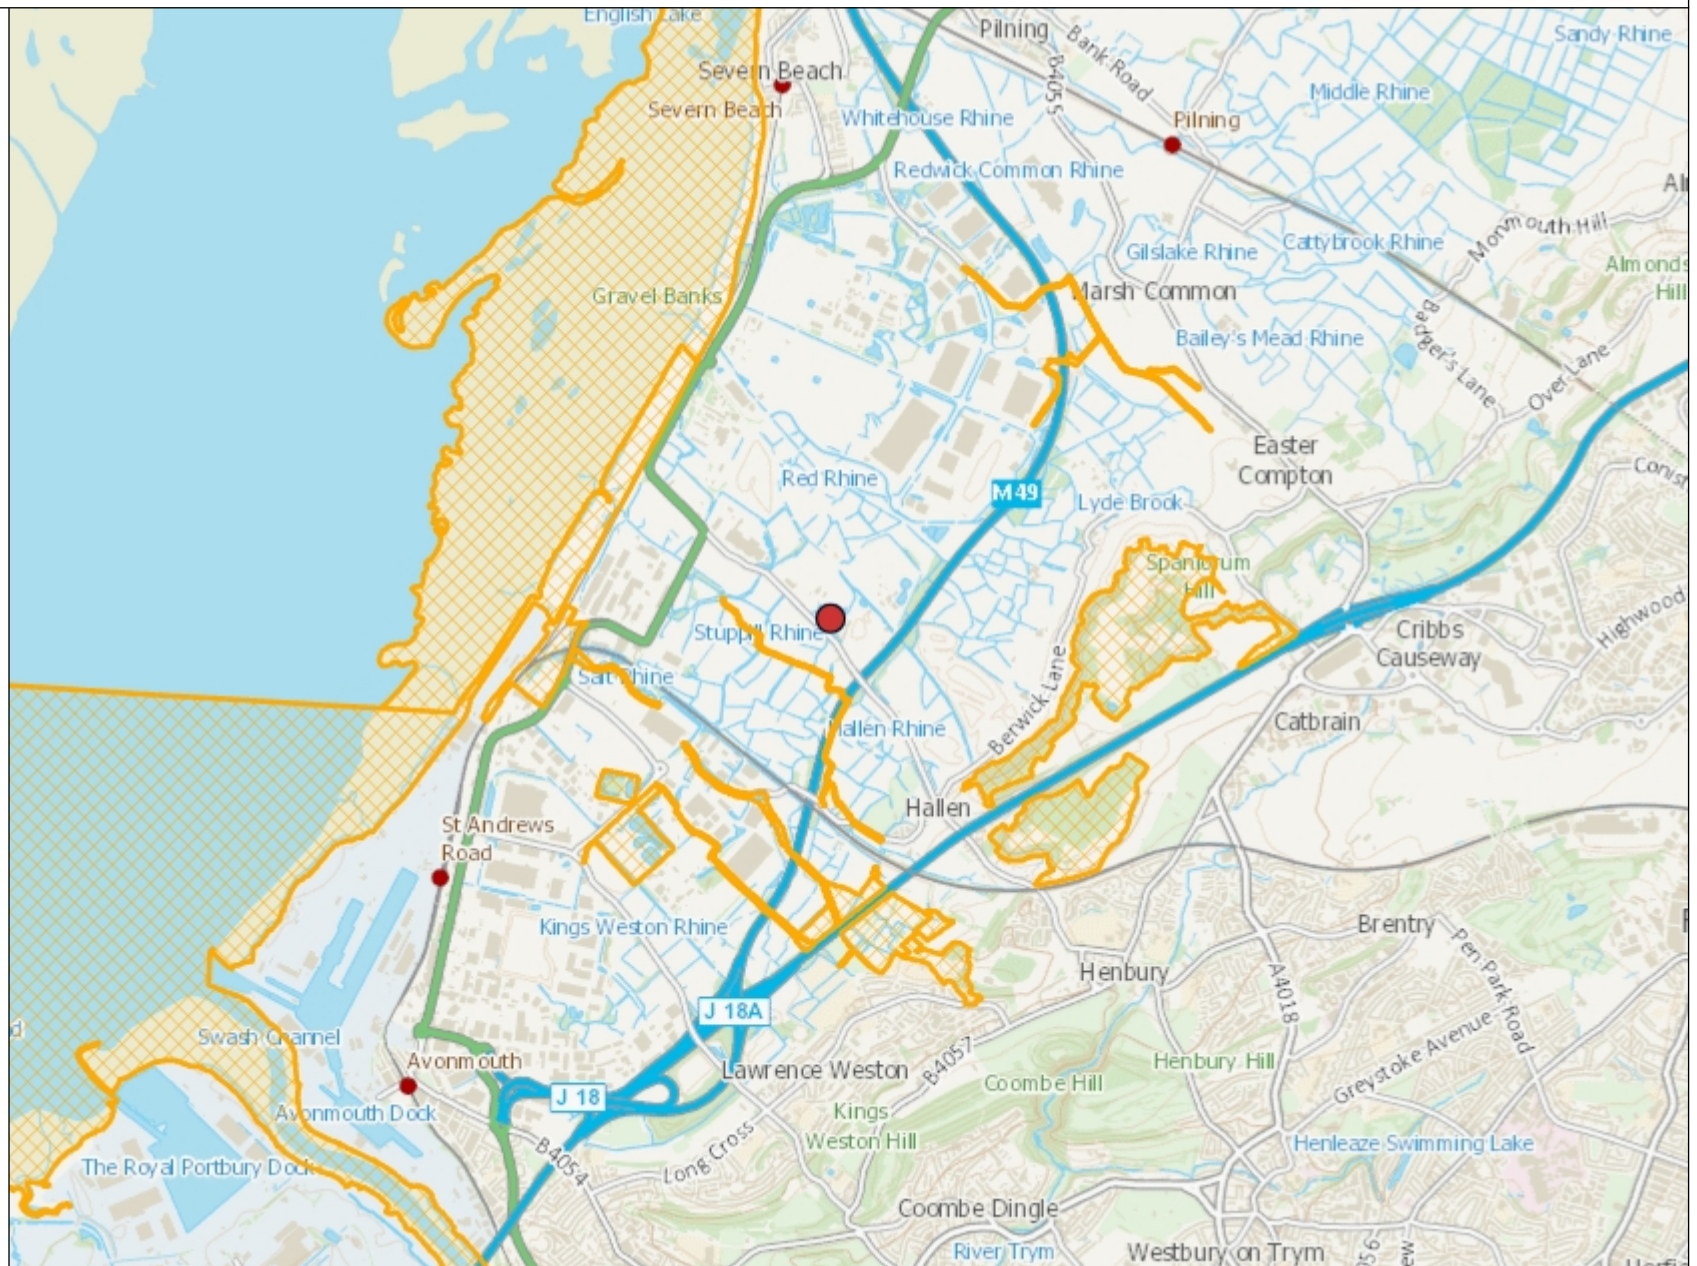 English Lake
Pilning
Bank Road
Sandy Rhine
Severn Beach
B4055
Middle Rhine
Severn Beach
Whitehouse Rhine
Pilning
Redwick Common Rhine
Monmouth Hill
Gilslake Rhine
Cattybrook Rhine
Almonds
Hill
Gravel Banks
Marsh Common
Bailey's Mead Rhine
Badger's Lane
Over Lane
Easter
Compton
Red Rhine
M49
Lyde Brook
Spaniorum
Hill
Highwood
Stuppill Rhine
Cribbs
Causeway
Salt Rhine
Berwick Lane
Hallen Rhine
Catbrain
Hallen
St Andrews
Road
Kings Weston Rhine
Brentry
Pen Park Road
Henbury
A4018
J 18A
Swash Channel
Avonmouth
Lawrence Weston
B4057
Henbury Hill
Greystoke Avenue
Coombe Hill
J 18
Avonmouth Dock
Kings
Weston Hill
Henleaze Swimming Lake
The Royal Portbury Dock
B4054
Long Cross
Coombe Dingle
River Trym
Westbury on Trym